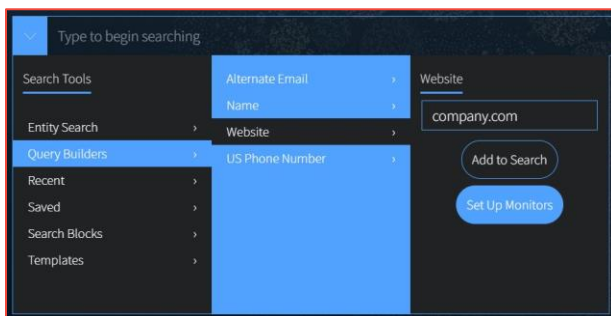 Type to begin searching
Search Tools
Entity Search
Query Builders
Recent
Saved
Search Blocks
Templates
Alternate Email
Name
Website
US Phone Number
Website
company.com
Add to Search
Set Up Monitors